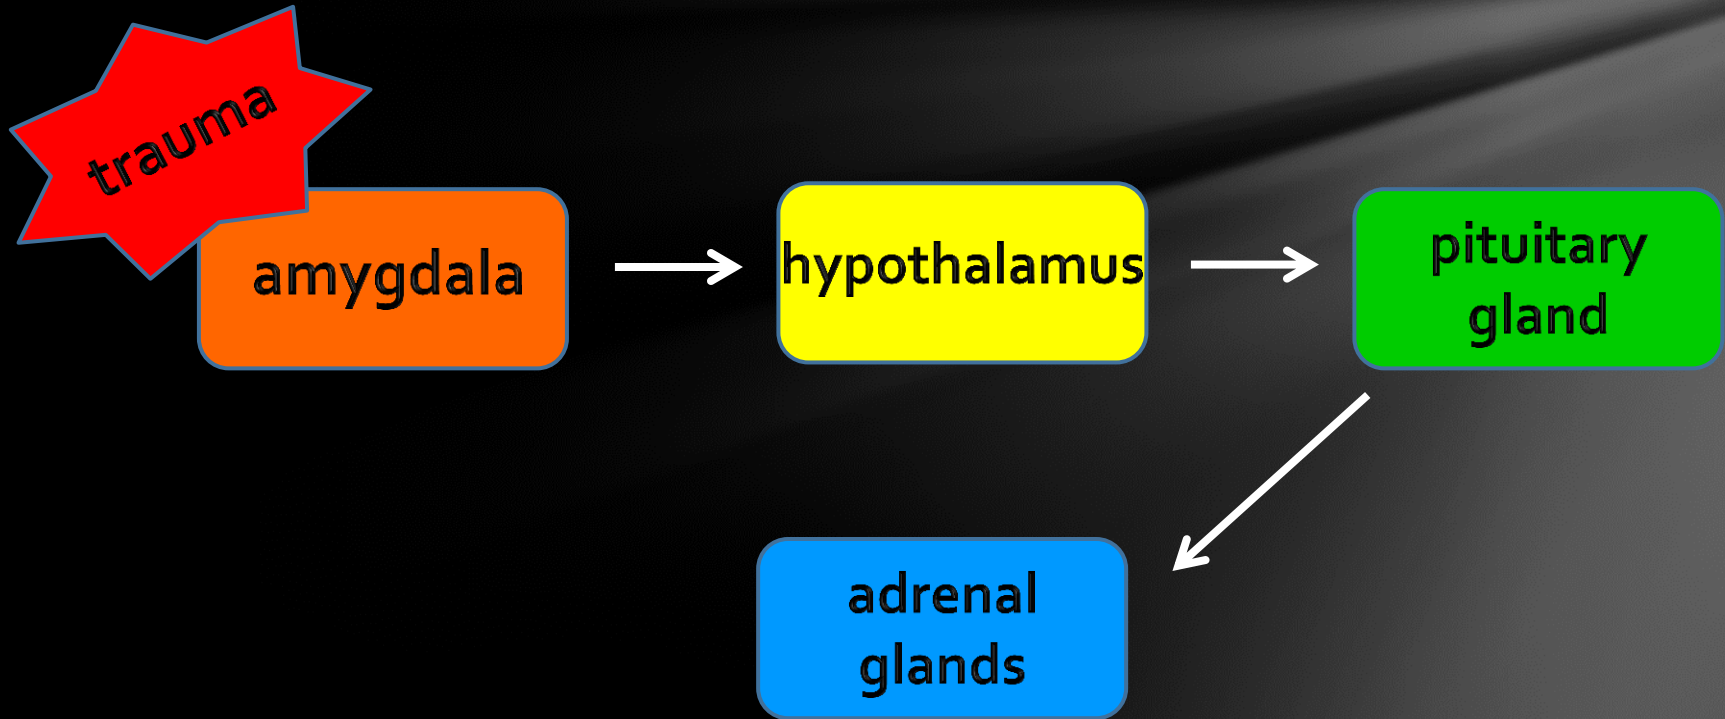 trauma
amygdala
hypothalamus
pituitary
gland
adrenal
glands